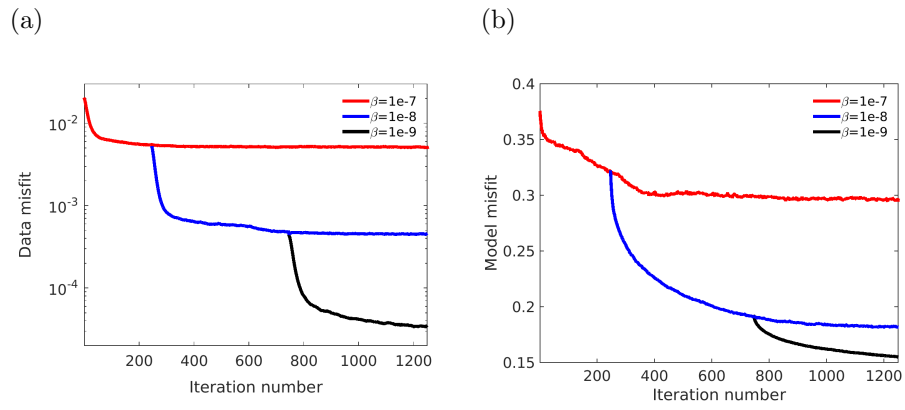 (a)
(b)
Data misfit
10^-2
10^-3
10^-4
200 400 600 800 1000 1200
Iteration number
β=1e-7
β=1e-8
β=1e-9
Model misfit
0.4
0.35
0.3
0.25
0.2
0.15
200 400 600 800 1000 1200
Iteration number
β=1e-7
β=1e-8
β=1e-9